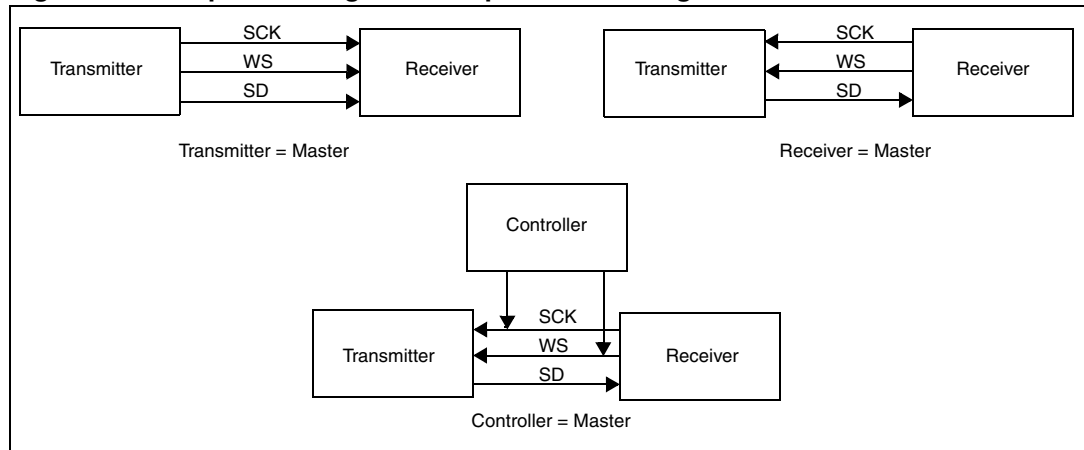 SCK
WS
SD
Transmitter
Receiver
Transmitter = Master
SCK
WS
SD
Transmitter
Receiver
Receiver = Master
Controller
SCK
WS
SD
Transmitter
Receiver
Controller = Master